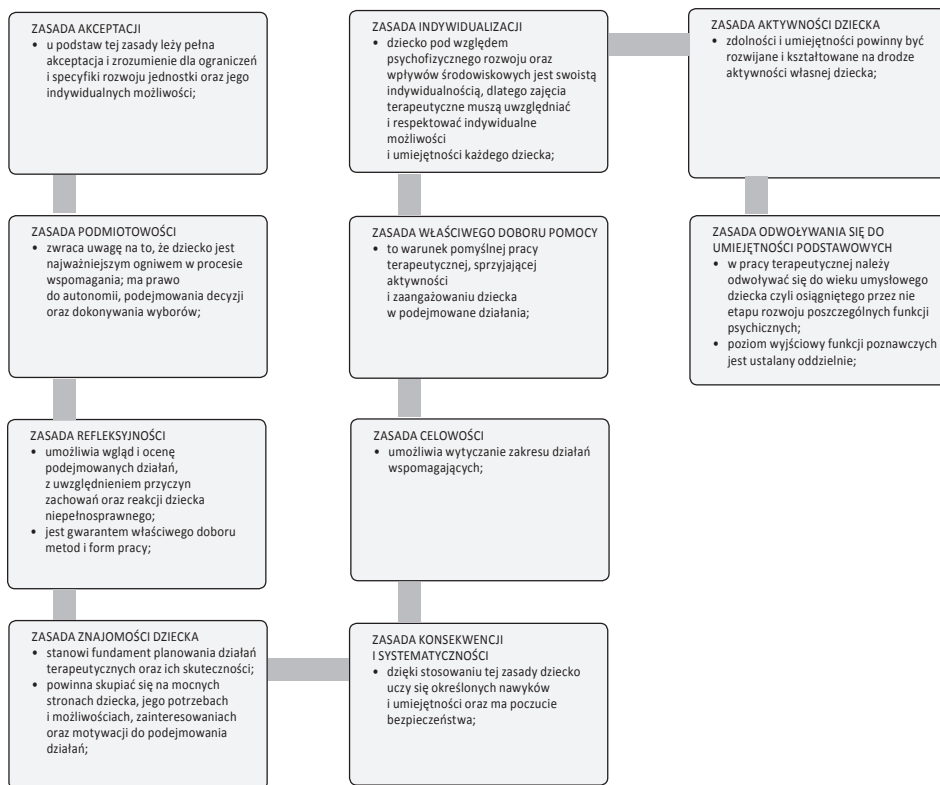 ZASADA AKCEPTACJI
• u podstaw tej zasady leży pełna
akceptacja i zrozumienie dla ograniczeń
i specyfiki rozwoju jednostki oraz jego
indywidualnych możliwości;
ZASADA PODMIOTOWOŚCI
• zwraca uwagę na to, że dziecko jest
najważniejszym ogniwem w procesie
wspomagania; ma prawo
do autonomii, podejmowania decyzji
oraz dokonywania wyborów;
ZASADA REFLEKSYJNOŚCI
• umożliwia wgląd i ocenę
podejmowanych działań,
z uwzględnieniem przyczyn
zachowań oraz reakcji dziecka
niepełnosprawnego;
• jest gwarantem właściwego doboru
metod i form pracy;
ZASADA ZNAJOMOŚCI DZIECKA
• stanowi fundament planowania działań
terapeutycznych oraz ich skuteczności;
• powinna skupiać się na mocnych
stronach dziecka, jego potrzebach
i możliwościach, zainteresowaniach
oraz motywacji do podejmowania
działań;
ZASADA KONSEKWENCJI
I SYSTEMATYCZNOŚCI
• dzięki stosowaniu tej zasady dziecko
uczy się określonych nawyków
i umiejętności oraz ma poczucie
bezpieczeństwa;
ZASADA CELOWOŚCI
• umożliwia wytyczanie zakresu działań
wspomagających;
ZASADA WŁAŚCIWEGO DOBORU POMOCY
• to warunek pomyślnej pracy
terapeutycznej, sprzyjającej
aktywności
i zaangażowaniu dziecka
w podejmowane działania;
ZASADA INDYWIDUALIZACJI
• dziecko pod względem
psychofizycznego rozwoju oraz
wpływów środowiskowych jest swoistą
indywidualnością, dlatego zajęcia
terapeutyczne muszą uwzględniać
i respektować indywidualne
możliwości
i umiejętności każdego dziecka;
ZASADA AKTYWNOŚCI DZIECKA
• zdolności i umiejętności powinny być
rozwijane i kształtowane na drodze
aktywności własnej dziecka;
ZASADA ODWOŁYWANIA SIĘ DO
UMIEJĘTNOŚCI PODSTAWOWYCH
• w pracy terapeutycznej należy
odwoływać się do wieku umysłowego
dziecka czyli osiągniętego przez nie
etapu rozwoju poszczególnych funkcji
psychicznych;
• poziom wyjściowy funkcji poznawczych
jest ustalany oddzielnie;